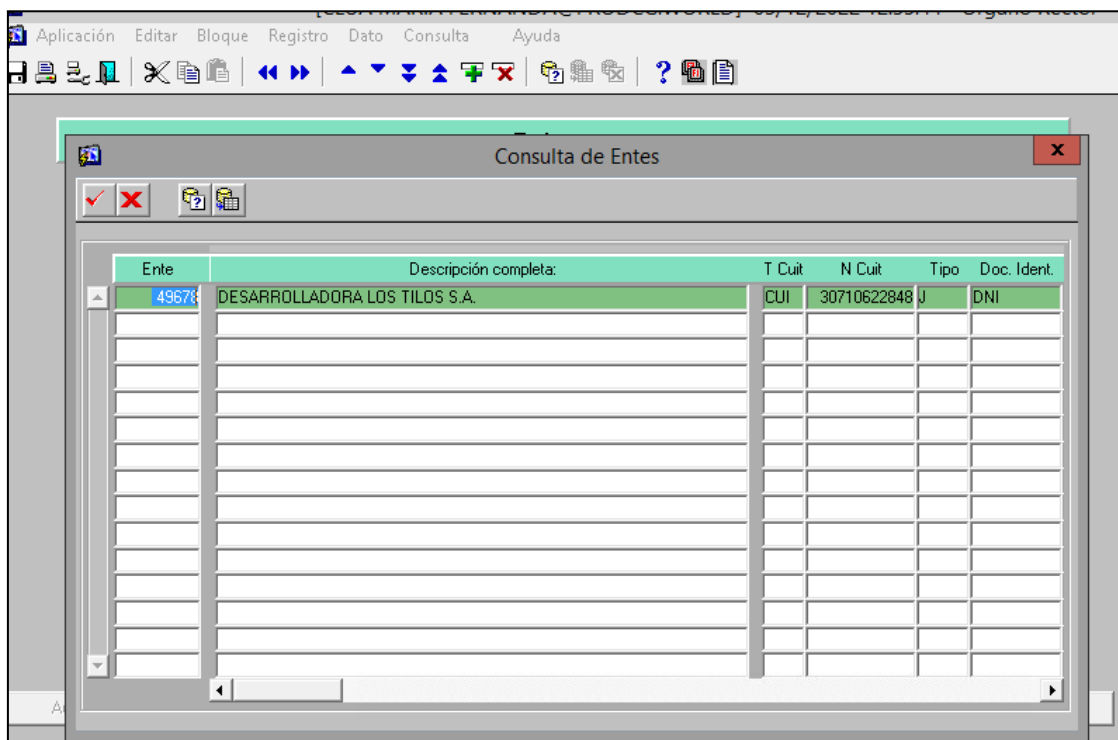 Aplicación Editar Bloque Registro Dato Consulta Ayuda
Consulta de Entes
Ente Descripción completa: T Cuit N Cuit Tipo Doc. Ident.
49678 DESARROLLADORA LOS TILOS S.A. CUI 30710622848 J DNI